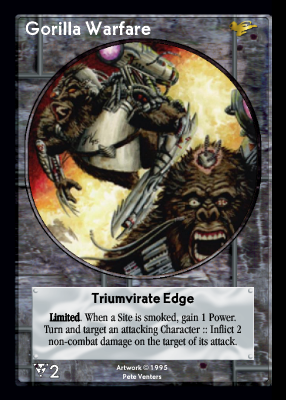 Gorilla Warfare
Triumvirate Edge
Limited. When a Site is smoked, gain 1 Power.
Turn and target an attacking Character :: Inflict 2
non-combat damage on the target of its attack.
2
Artwork © 1995
Pete Venters